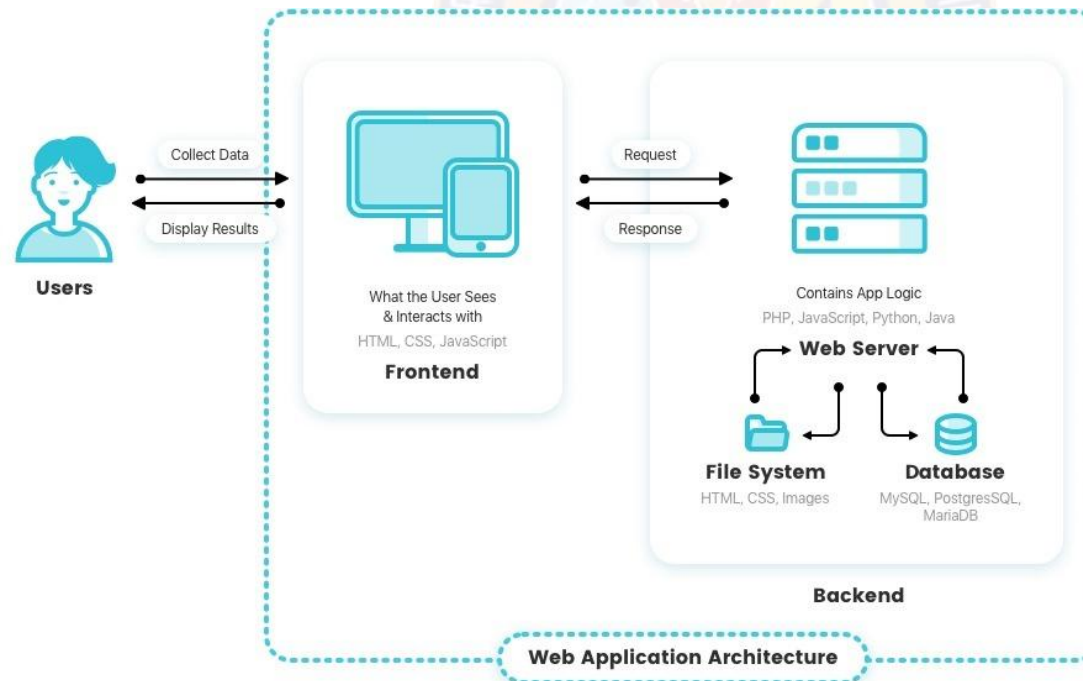 Collect Data
Display Results
Users
What the User Sees
& Interacts with
HTML, CSS, JavaScript
Frontend
Request
Response
Contains App Logic
PHP, JavaScript, Python, Java
Web Server
File System
HTML, CSS, Images
Database
MySQL, PostgresSQL,
MariaDB
Backend
Web Application Architecture